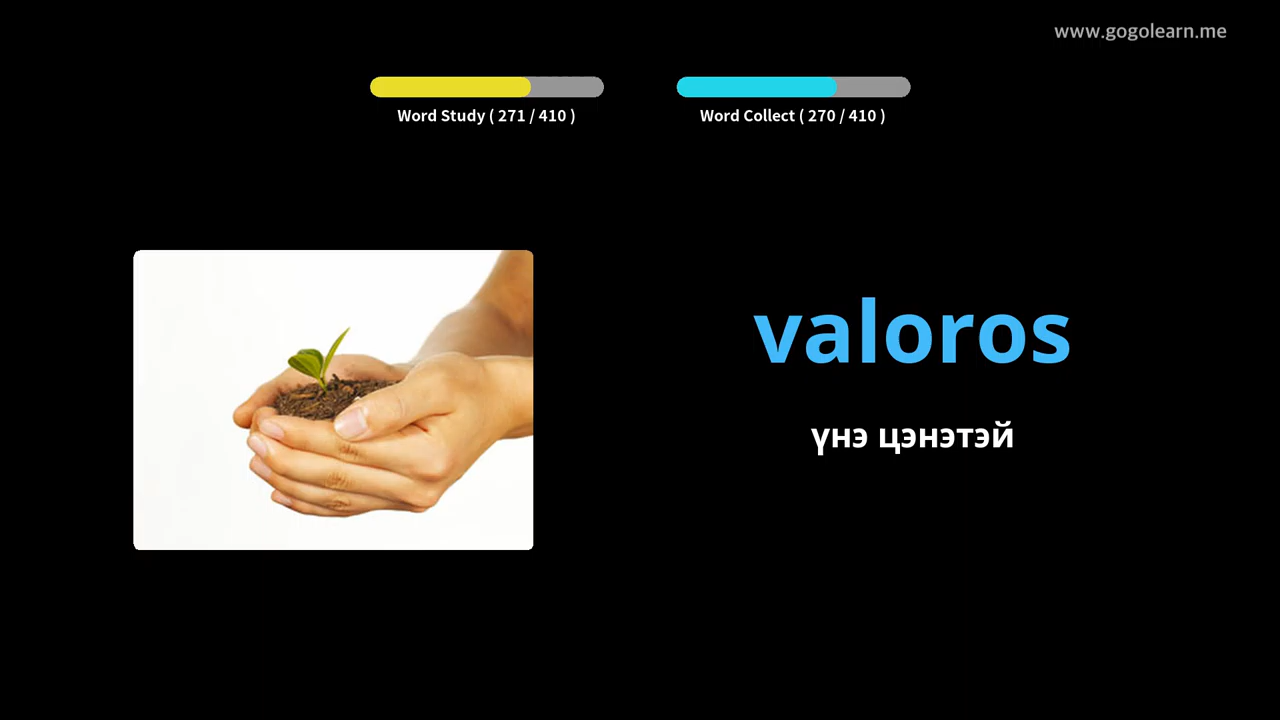 www.gogolearn.me
Word Study ( 271 / 410 )
Word Collect ( 270 / 410 )
valoros
үнэ цэнэтэй